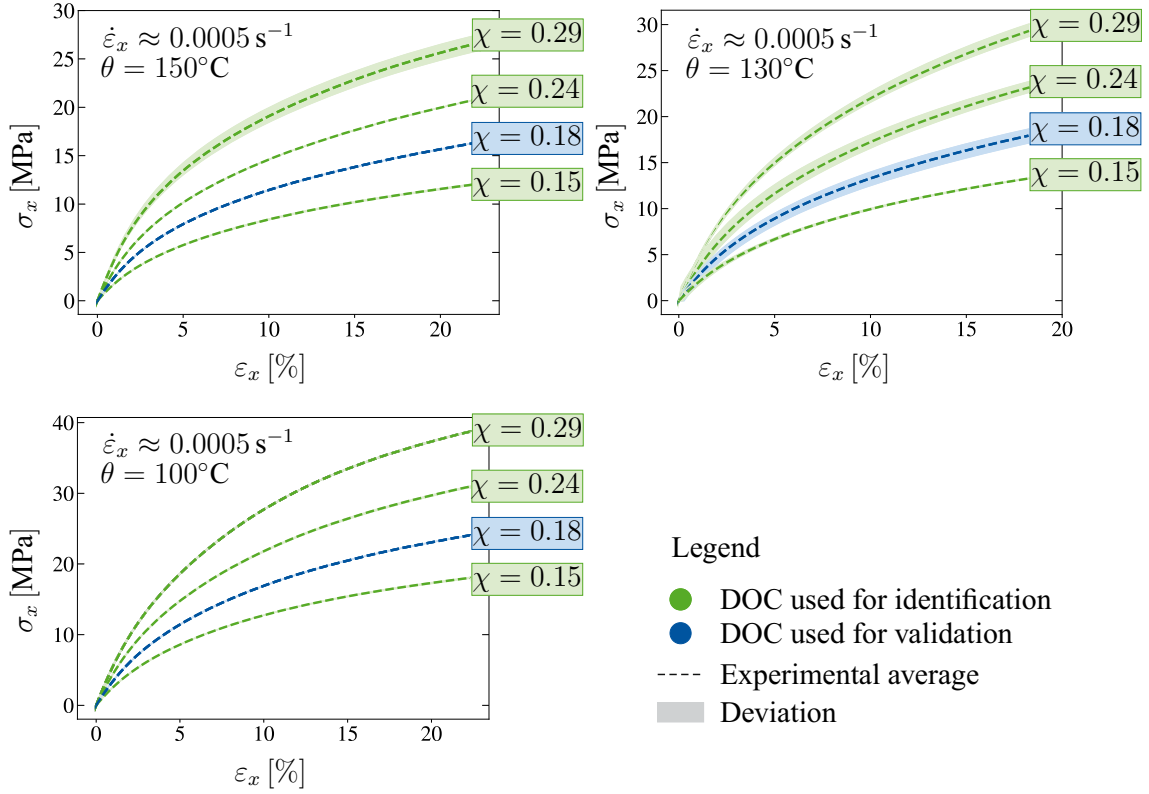 30
25
20
15
10
5
0
σₓ [MPa]
ε̇ₓ ≈ 0.0005 s⁻¹
θ = 150°C
χ = 0.29
χ = 0.24
χ = 0.18
χ = 0.15
0 5 10 15 20
εₓ [%]
30
25
20
15
10
5
0
σₓ [MPa]
ε̇ₓ ≈ 0.0005 s⁻¹
θ = 130°C
χ = 0.29
χ = 0.24
χ = 0.18
χ = 0.15
0 5 10 15 20
εₓ [%]
40
30
20
10
0
σₓ [MPa]
ε̇ₓ ≈ 0.0005 s⁻¹
θ = 100°C
χ = 0.29
χ = 0.24
χ = 0.18
χ = 0.15
0 5 10 15 20
εₓ [%]
Legend
DOC used for identification
DOC used for validation
Experimental average
Deviation